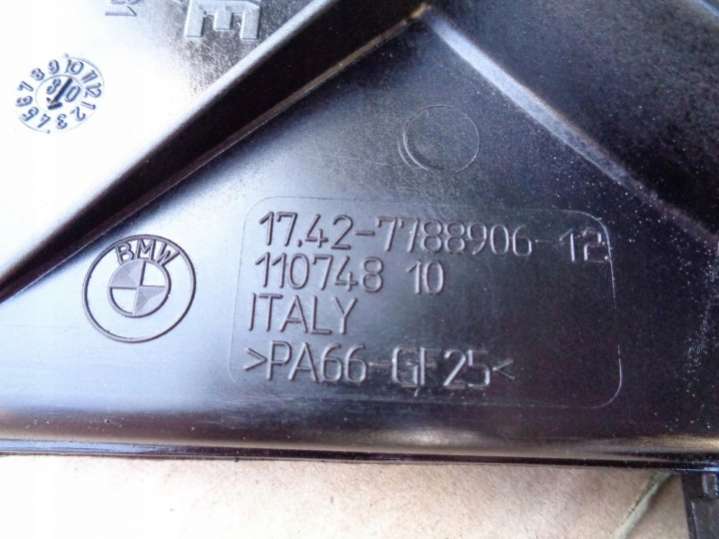 BMW
17.42-7788906-12
110748 10
ITALY
>PA66-GF25<